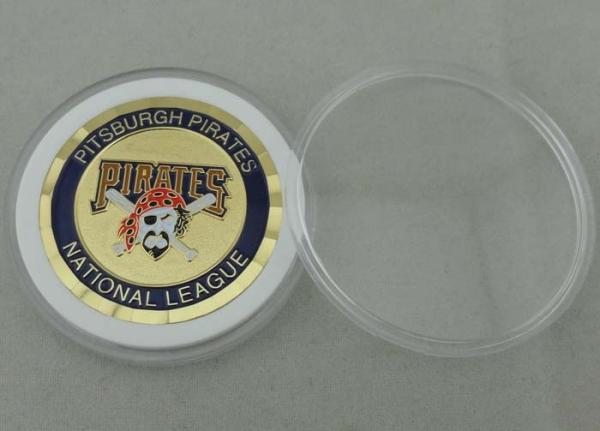 PITTSBURGH PIRATES
PIRATES
NATIONAL LEAGUE